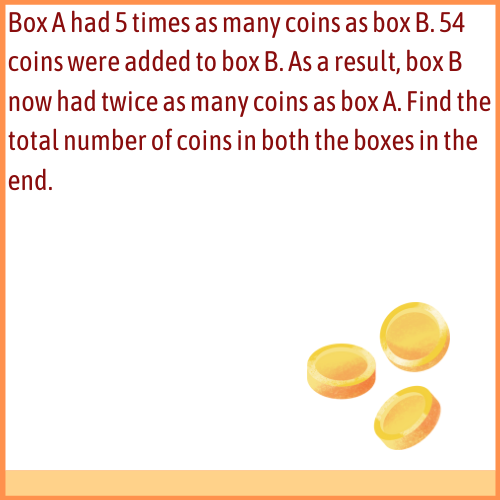 Box A had 5 times as many coins as box B. 54
coins were added to box B. As a result, box B
now had twice as many coins as box A. Find the
total number of coins in both the boxes in the
end.